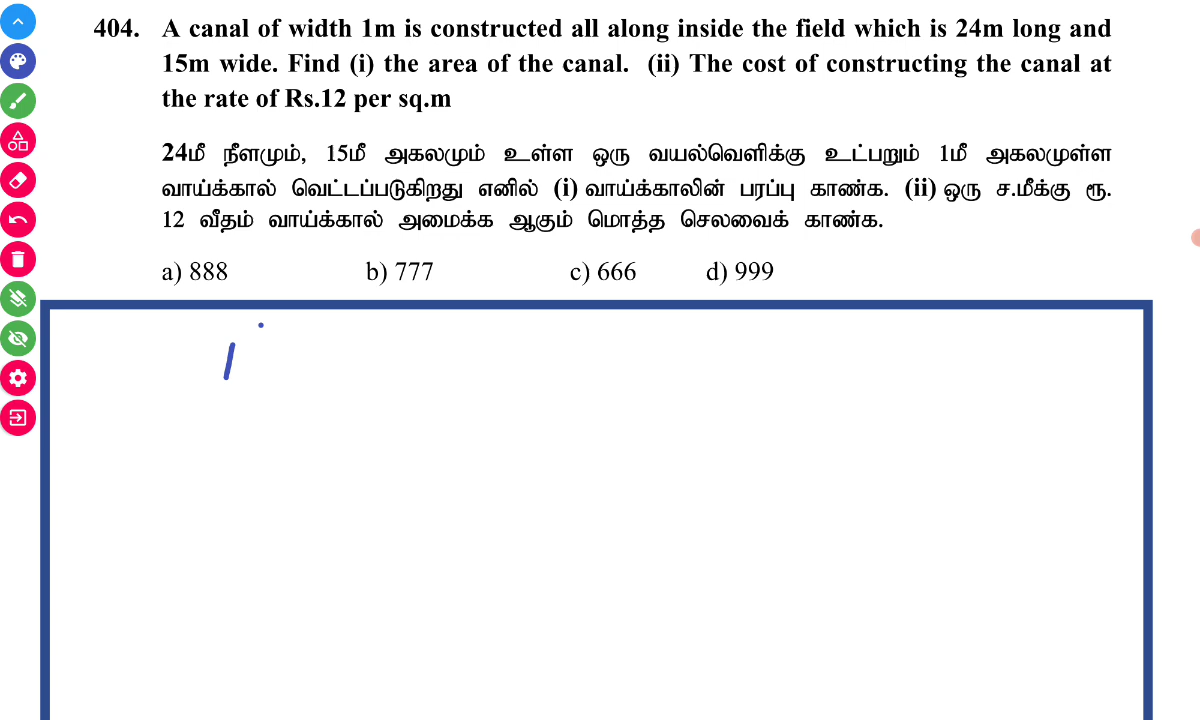 404. A canal of width 1m is constructed all along inside the field which is 24m long and
15m wide. Find (i) the area of the canal. (ii) The cost of constructing the canal at
the rate of Rs.12 per sq.m
24மீ நீளமும், 15மீ அகலமும் உள்ள ஒரு வயல்வெளிக்கு உட்புறமும் 1மீ அகலமுள்ள
வாய்க்கால் வெட்டப்படுகிறது எனில் (i) வாய்க்காலின் பரப்பு காண்க. (ii) ஒரு ச.மீக்கு ரூ.
12 வீதம் வாய்க்கால் அமைக்க ஆகும் மொத்த செலவைக் காண்க.
a) 888 b) 777 c) 666 d) 999